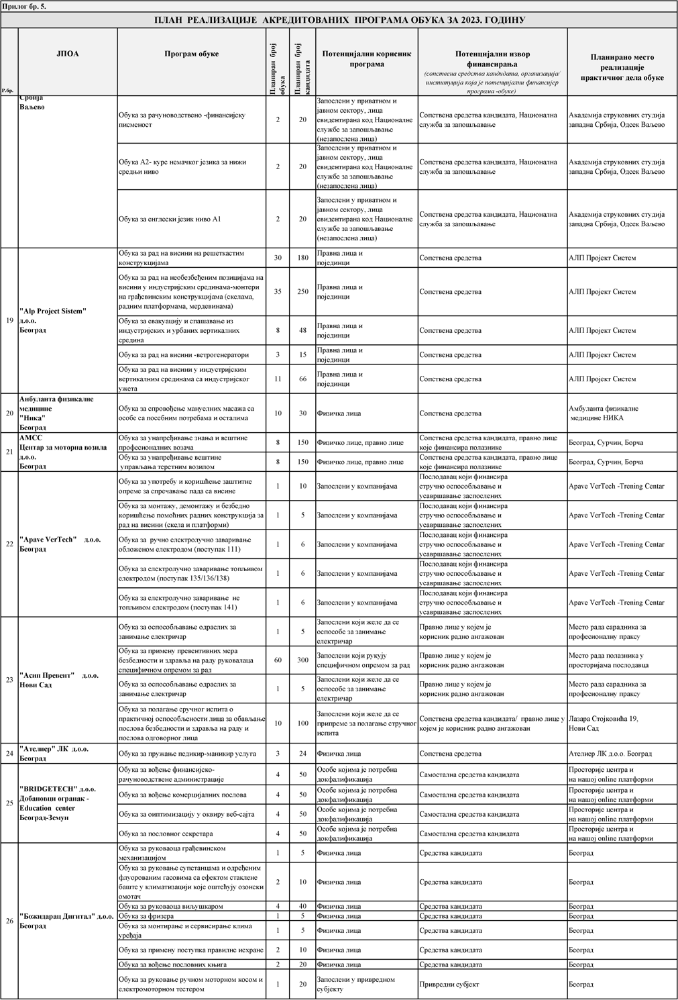 Прилог бр. 5.
ПЛАН РЕАЛИЗАЦИЈЕ АКРЕДИТОВАНИХ ПРОГРАМА ОБУКА ЗА 2023. ГОДИНУ
Р.бр.
ЈПОА
Програм обуке
Планиран број
обука
Планиран број
кандидата
Потенцијални корисник
програма
Потенцијални извор
финансирања
(сопствена средства кандидата, организација/
институција која је потенцијални финансијер
програма -обуке)
Планирано место
реализације
практичног дела обуке
Србија
Ваљево
Обука за рачуноводствено -финансијску
писменост
2
20
Запослени у приватном и
јавном сектору, лица
евидентирана код Националне
службе за запошљавање
(незапослена лица)
Сопствена средства кандидата, Национална
служба за запошљавање
Академија струковних студија
западна Србија, Одсек Ваљево
Обука А2- курс немачког језика за нижи
средњи ниво
2
20
Запослени у приватном и
јавном сектору, лица
евидентирана код Националне
службе за запошљавање
(незапослена лица)
Сопствена средства кандидата, Национална
служба за запошљавање
Академија струковних студија
западна Србија, Одсек Ваљево
Обука за енглески језик ниво А1
2
20
Запослени у приватном и
јавном сектору, лица
евидентирана код Националне
службе за запошљавање
(незапослена лица)
Сопствена средства кандидата, Национална
служба за запошљавање
Академија струковних студија
западна Србија, Одсек Ваљево
19
"Alp Project Sistem"
д.о.о.
Београд
Обука за рад на висини на решеткастим
конструкцијама
30
180
Правна лица и
појединци
Сопствена средства
АЛП Пројект Систем
Обука за рад на необезбеђеним позицијама на
висини у индустријским срединама-монтери
на грађевинским конструкцијама (скелама,
радним платформама, мердевинама)
35
250
Правна лица и
појединци
Сопствена средства
АЛП Пројект Систем
Обука за евакуацију и спашавање из
индустријских и урбаних вертикалних
средина
8
48
Правна лица и
појединци
Сопствена средства
АЛП Пројект Систем
Обука за рад на висини -ветрогенератори
3
15
Правна лица и
појединци
Сопствена средства
АЛП Пројект Систем
Обука за рад на висини у индустријским
вертикалним срединама са индустријског
ужета
11
66
Правна лица и
појединци
Сопствена средства
АЛП Пројект Систем
20
Анбуланта физикалне
медицине
"Ника"
Београд
Обука за спровођење мануелних масажа са
особе са посебним потребама и осталима
10
30
Физичка лица
Сопствена средства
Амбуланта физикалне
медицине НИКА
21
АМСС
Центар за моторна возила
д.о.о.
Београд
Обука за унапређивање знања и вештине
професионалних возача
8
150
Физичко лице, правно лице
Сопствена средства кандидата, правно лице
које финансира полазнике
Београд, Сурчин, Борча
Обука за унапређивање вештине
управљања теретним возилом
8
150
Физичко лице, правно лице
Сопствена средства кандидата, правно лице
које финансира полазнике
Београд, Сурчин, Борча
22
"Apave VerTech" д.о.о.
Београд
Обука за употребу и коришћење заштитне
опреме за спречавање пада са висине
1
10
Запослени у компанијама
Послодавац који финансира
стручно оспособљавање и
усавршавање заспослених
Apave VerTech -Trening Centar
Обука за монтажу, демонтажу и безбедно
коришћење помоћних радних конструкција за
рад на висини (скела и платформи)
1
5
Запослени у компанијама
Послодавац који финансира
стручно оспособљавање и
усавршавање заспослених
Apave VerTech -Trening Centar
Обука за ручно електролучно заваривање
обложеном електродом (поступак 111)
1
6
Запослени у компанијама
Послодавац који финансира
стручно оспособљавање и
усавршавање заспослених
Apave VerTech -Trening Centar
Обука за електролучно заваривање топљивом
електродом (поступак 135/136/138)
1
6
Запослени у компанијама
Послодавац који финансира
стручно оспособљавање и
усавршавање заспослених
Apave VerTech -Trening Centar
Обука за електролучно заваривање не
топљивом електродом (поступак 141)
1
6
Запослени у компанијама
Послодавац који финансира
стручно оспособљавање и
усавршавање заспослених
Apave VerTech -Trening Centar
23
"Асип Превент" д.о.о.
Нови Сад
Обука за оспособљавање одраслих за
занимање електричар
1
5
Запослени који желе да се
оспособе за занимање
електричар
Правно лице у којем је
корисник радно ангажован
Место рада сарадника за
професионалну праксу
Обука за примену превентивних мера
безбедности и здравља на раду руковалаца
специфичном опремом за рад
60
300
Запослени који рукују
специфичном опремом за рад
Правно лице у којем је
корисник радно ангажован
Место рада полазника у
просторијама послодавца
Обука за оспособљавање одраслих за
занимање електричар
1
5
Запослени који желе да се
оспособе за занимање
електричар
Правно лице у којем је
корисник радно ангажован
Место рада сарадника за
професионалну праксу
Обука за полагање сручног испита о
практичној оспособљености лица за обављање
послова безбедности и здравља на раду и
послова одговорног лица
10
100
Запослени који желе да се
припреме за полагање стручног
испита
Сопствена средства кандидата/ правно лице у
којем је корисник радно ангажован
Лазара Стојковића 19,
Нови Сад
24
"Ателиер" ЛК д.о.о.
Београд
Обука за пружање педикир-маникир услуга
3
24
Физичка лица
Сопствена средства
Ателиер ЛК д.о.о. Београд
25
"BRIDGETECH" д.о.о.
Добановци огранак -
Education center
Београд-Земун
Обука за вођење финансијско-
рачуноводствене администрације
4
50
Особе којима је потребна
докфалификација
Самостална средства кандидата
Просторије центра и
на нашој online платформи
Обука за вођење комерцијалних послова
4
50
Особе којима је потребна
докфалификација
Самостална средства кандидата
Просторије центра и
на нашој online платформи
Обука за оиптимизацију у оквиру веб-сајта
4
50
Особе којима је потребна
докфалификација
Самостална средства кандидата
Просторије центра и
на нашој online платформи
Обука за пословног секретара
4
50
Особе којима је потребна
докфалификација
Самостална средства кандидата
Просторије центра и
на нашој online платформи
26
"Божидарац Дигитал" д.о.о.
Београд
Обука за руковаоца грађевинском
механизацијом
1
5
Физичка лица
Средства кандидата
Београд
Обука за руковање супстанцама и одређеним
флуорованим гасовима са ефектом стаклене
баште у климатизацији које оштећују озонски
омотач
2
10
Физичка лица
Средства кандидата
Београд
Обука за руковаоца виљушкаром
4
40
Физичка лица
Средства кандидата
Београд
Обука за фризера
1
5
Физичка лица
Средства кандидата
Београд
Обука за монтирање и сервисирање клима
уређаја
1
5
Физичка лица
Средства кандидата
Београд
Обука за примену поступка правилне исхране
2
10
Физичка лица
Средства кандидата
Београд
Обука за вођење пословних књига
2
20
Физичка лица
Средства кандидата
Београд
Обука за руковање ручном моторном косом и
електромоторном тестером
1
20
Запослени у привредном
субјекту
Привредни субјект
Београд